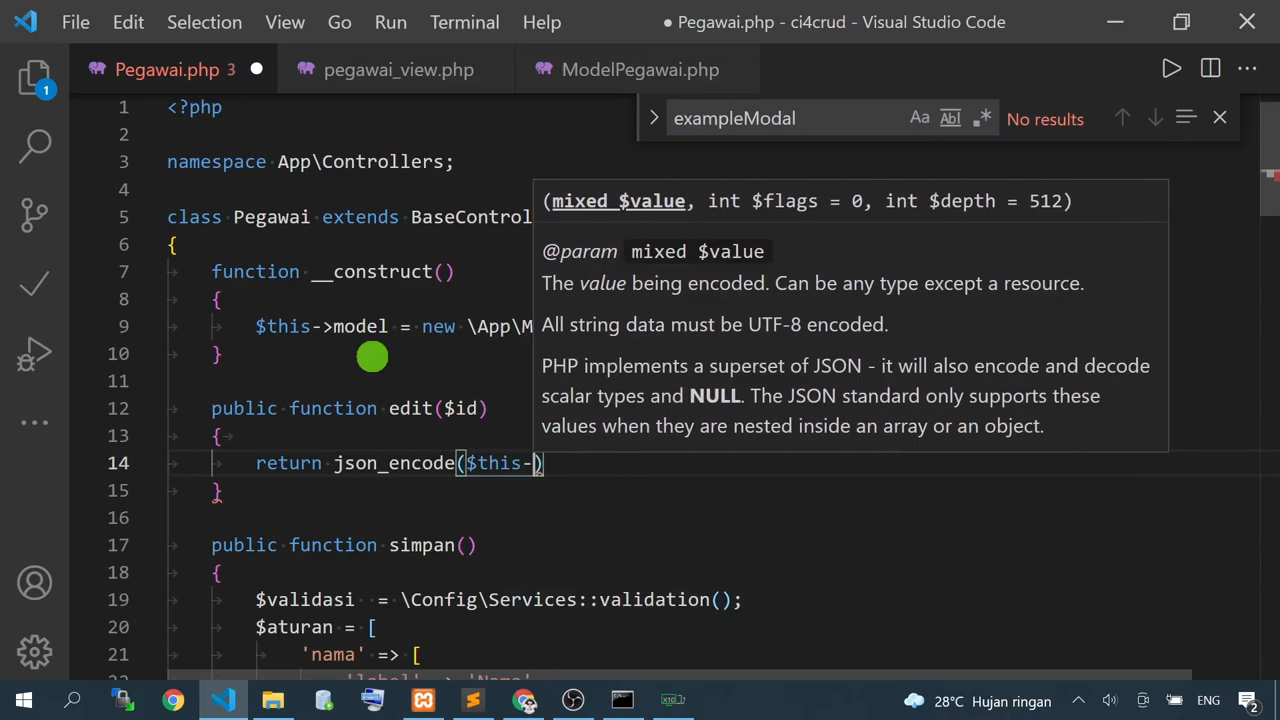 File Edit Selection View Go Run Terminal Help
● Pegawai.php - ci4crud - Visual Studio Code
Pegawai.php 3
pegawai_view.php
ModelPegawai.php
exampleModal
Aa
Abl
No results
1 <?php
2
3 namespace App\Controllers;
4
5 class Pegawai extends BaseControl
6 {
7 function __construct()
8 {
9 $this->model = new \App\M
10 }
11
12 public function edit($id)
13 {
14 return json_encode($this-)
15 }
16
17 public function simpan()
18 {
19 $validasi = \Config\Services::validation();
20 $aturan = [
21 'nama' => [
22 'label' => 'Nama'
(mixed $value, int $flags = 0, int $depth = 512)
@param mixed $value
The value being encoded. Can be any type except a resource.
All string data must be UTF-8 encoded.
PHP implements a superset of JSON - it will also encode and decode
scalar types and NULL. The JSON standard only supports these
values when they are nested inside an array or an object.
1
28°C Hujan ringan
ENG
2